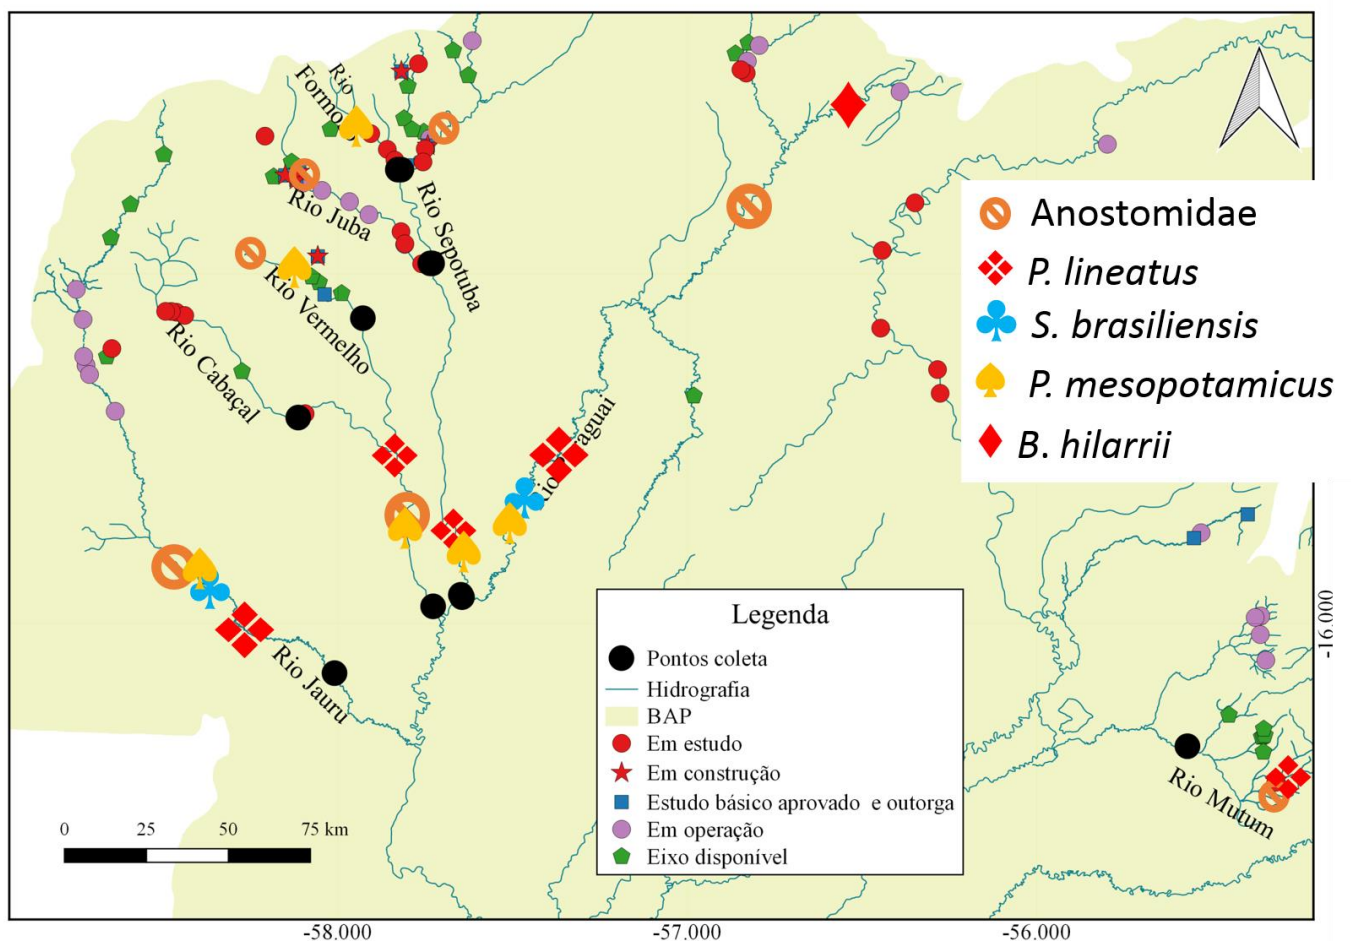 Rio
Formo
Rio Juba
Rio Sepotuba
Rio Vermelho
Rio Cabaçal
Rio
aguai
Rio Jauru
Rio Mutum
Anostomidae
P. lineatus
S. brasiliensis
P. mesopotamicus
B. hilarrii
Legenda
Pontos coleta
Hidrografia
BAP
Em estudo
Em construção
Estudo básico aprovado e outorga
Em operação
Eixo disponível
0 25 50 75 km
-16.000
-58.000 -57.000 -56.000